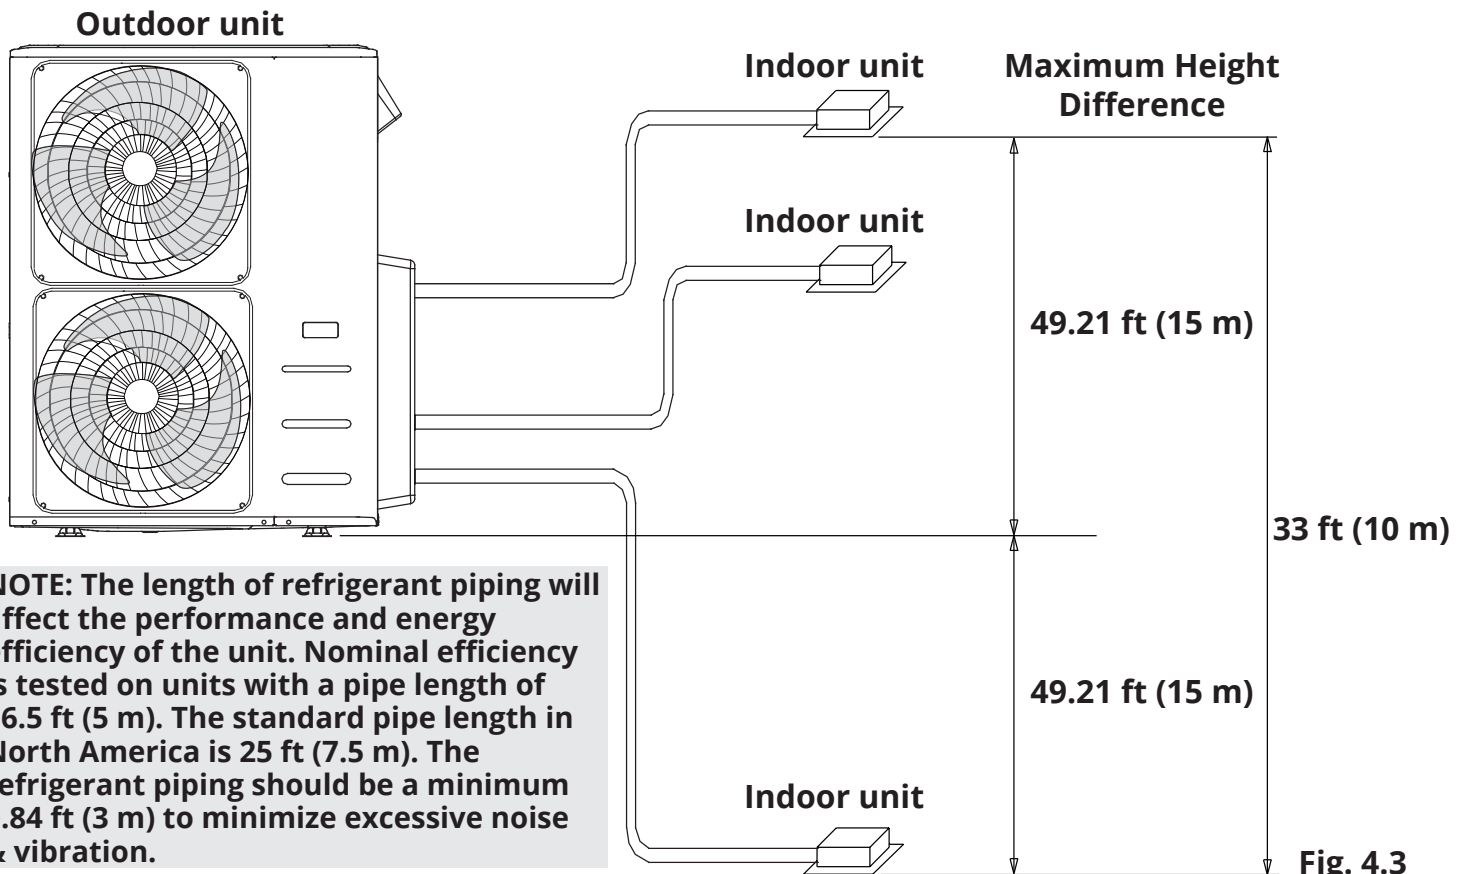 Outdoor unit
Indoor unit
Maximum Height
Difference
Indoor unit
49.21 ft (15 m)
33 ft (10 m)
NOTE: The length of refrigerant piping will
ffect the performance and energy
fficiency of the unit. Nominal efficiency
s tested on units with a pipe length of
6.5 ft (5 m). The standard pipe length in
North America is 25 ft (7.5 m). The
efrigerant piping should be a minimum
.84 ft (3 m) to minimize excessive noise
& vibration.
49.21 ft (15 m)
Indoor unit
Fig. 4.3